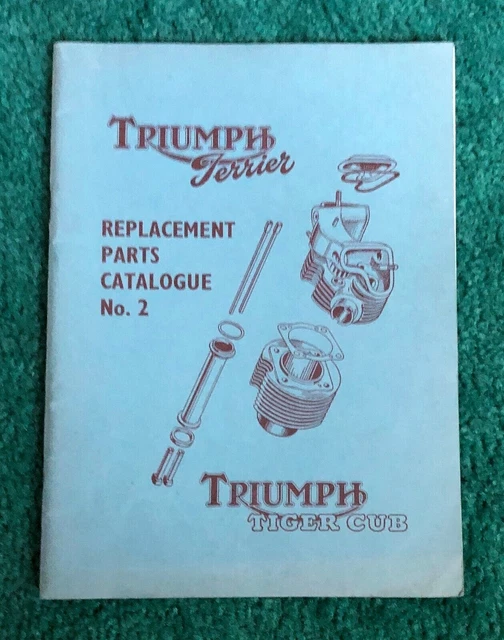 TRIUMPH
Terrier
REPLACEMENT
PARTS
CATALOGUE
No. 2
TRIUMPH
TIGER CUB